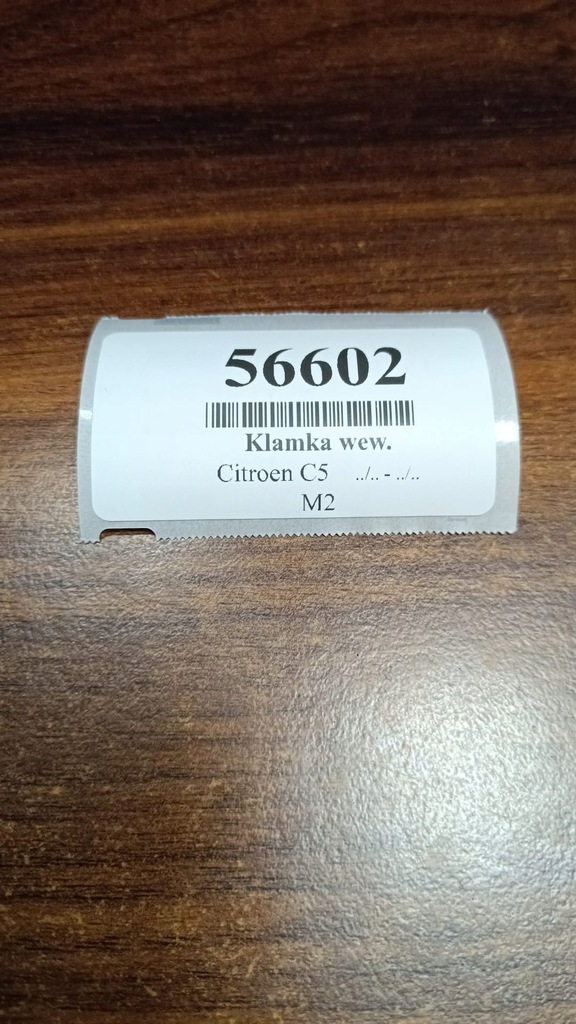 56602
Klamka wew.
Citroen C5 ../.. - ../..
M2